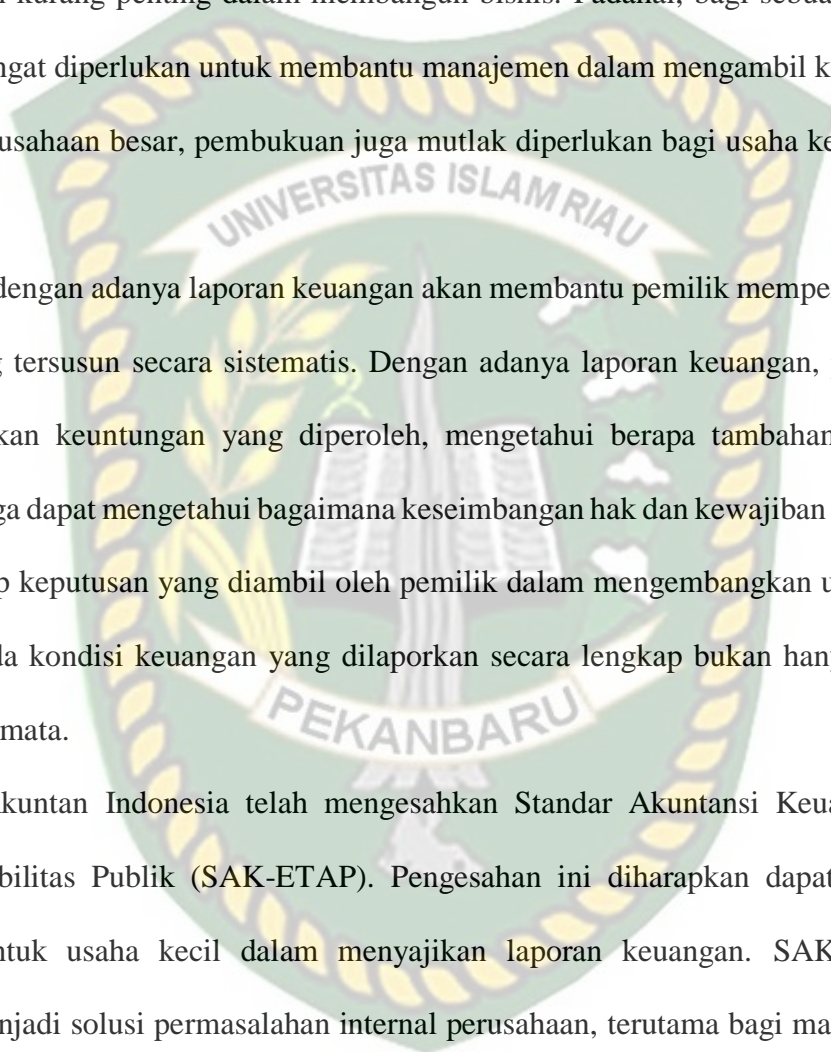 kurang penting dalam membangun bisnis. Padahal, bagi sebua
ngat diperlukan untuk membantu manajemen dalam mengambil k
usahaan besar, pembukuan juga mutlak diperlukan bagi usaha ke
UNIVERSITAS ISLAM RIAU
dengan adanya laporan keuangan akan membantu pemilik mempe
g tersusun secara sistematis. Dengan adanya laporan keuangan,
kan keuntungan yang diperoleh, mengetahui berapa tambahan
ga dapat mengetahui bagaimana keseimbangan hak dan kewajiban
p keputusan yang diambil oleh pemilik dalam mengembangkan u
da kondisi keuangan yang dilaporkan secara lengkap bukan han
mata.
PEKANBARU
Akuntan Indonesia telah mengesahkan Standar Akuntansi Keua
bilitas Publik (SAK-ETAP). Pengesahan ini diharapkan dapat
ntuk usaha kecil dalam menyajikan laporan keuangan. SAK
njadi solusi permasalahan internal perusahaan, terutama bagi ma